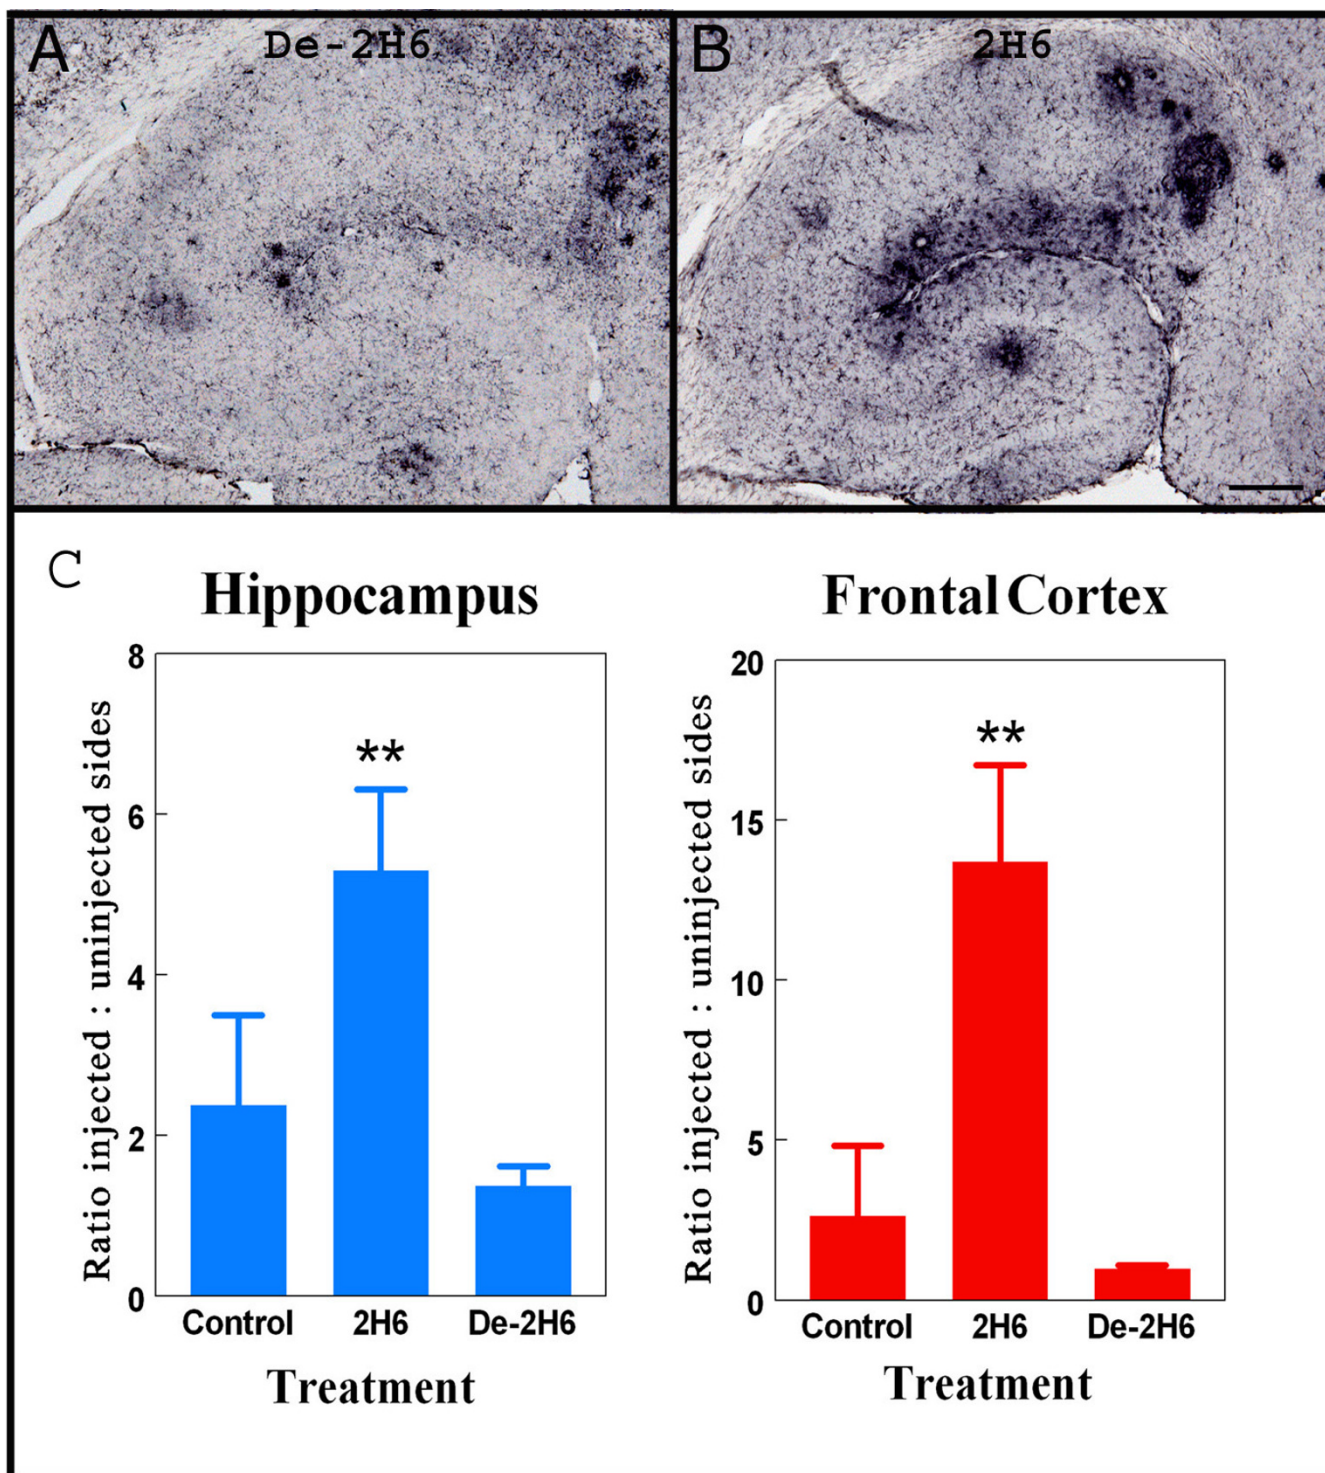 A
De-2H6
B
2H6
C
Hippocampus
Ratio injected : uninjected sides
8
6
4
2
0
**
Control
2H6
De-2H6
Treatment
Frontal Cortex
Ratio injected : uninjected sides
20
15
10
5
0
**
Control
2H6
De-2H6
Treatment